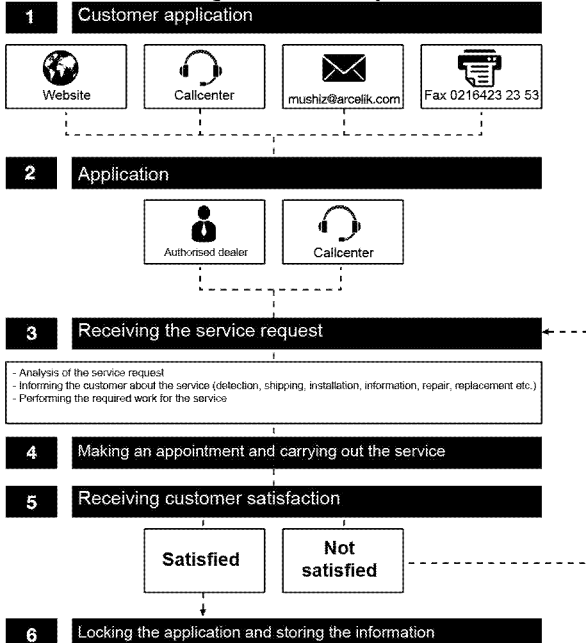 1 Customer application
Website
Callcenter
mushiz@arcelik.com
Fax 0216423 23 53
2 Application
Authorised dealer
Callcenter
3 Receiving the service request
- Analysis of the service request
- Informing the customer about the service (detection, shipping, installation, information, repair, replacement etc.)
- Performing the required work for the service
4 Making an appointment and carrying out the service
5 Receiving customer satisfaction
Satisfied
Not
satisfied
6 Locking the application and storing the information